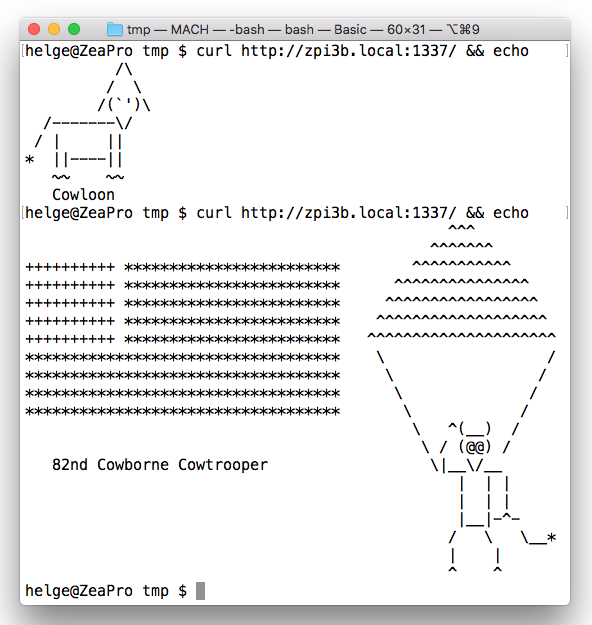 tmp — MACH — -bash — bash — Basic — 60×31 — ⌥⌘9
[helge@ZeaPro tmp $ curl http://zpi3b.local:1337/ && echo    ]
          /\
         /  \
        /(`')\
  /-------\/
 / |     ||
*  ||----||
   ~~    ~~
   Cowloon
[helge@ZeaPro tmp $ curl http://zpi3b.local:1337/ && echo    ]
                                               ^^^
                                             ^^^^^^^
++++++++++ ************************        ^^^^^^^^^^^
++++++++++ ************************      ^^^^^^^^^^^^^^^
++++++++++ ************************     ^^^^^^^^^^^^^^^^^
++++++++++ ************************    ^^^^^^^^^^^^^^^^^^^
++++++++++ ************************   ^^^^^^^^^^^^^^^^^^^^^
***********************************    \                  /
***********************************     \                /
***********************************      \              /
***********************************       \            /
                                           \   ^(__)  /
                                            \ / (@@) /
   82nd Cowborne Cowtrooper                  \|__\/__
                                                |  | |
                                                |  | |
                                                |__|-^-
                                               /   \   \__*
                                               |    |
                                               ^    ^
helge@ZeaPro tmp $